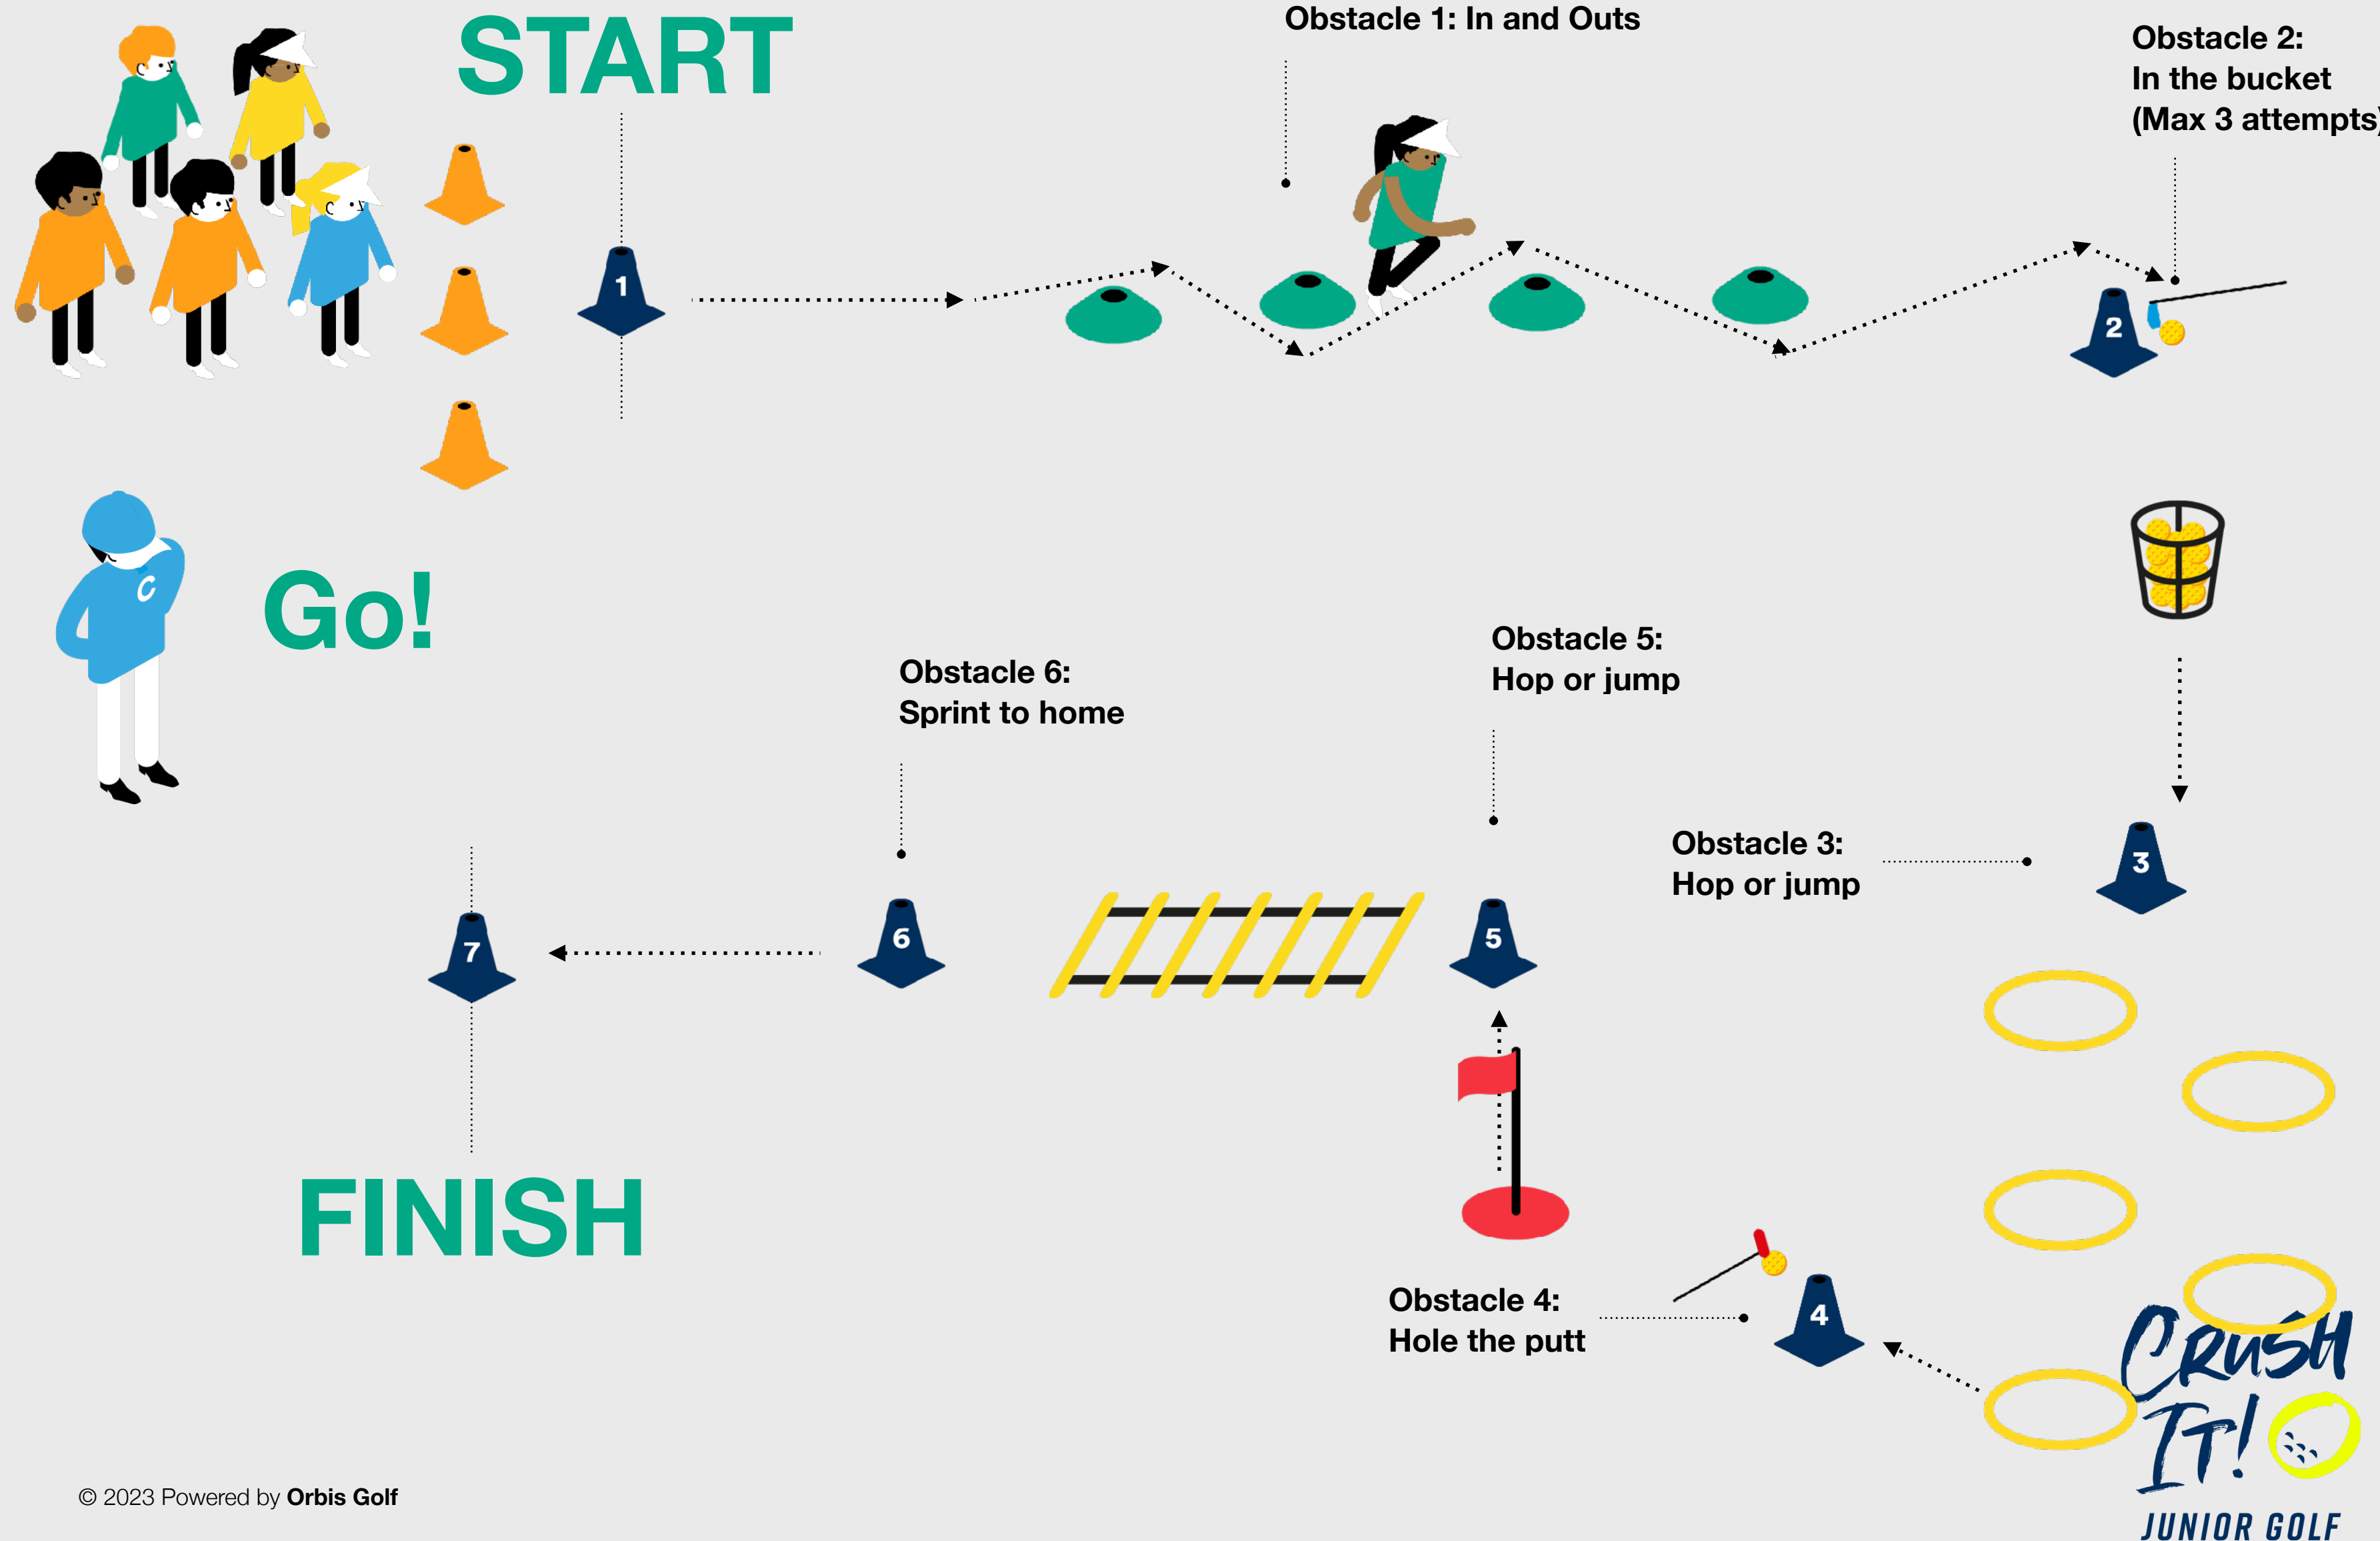 START
Obstacle 1: In and Outs
Obstacle 2:
In the bucket
(Max 3 attempts)
1
2
C
Go!
Obstacle 5:
Hop or jump
Obstacle 6:
Sprint to home
Obstacle 3:
Hop or jump
3
7
6
5
FINISH
Obstacle 4:
Hole the putt
4
CRUSH
IT!
JUNIOR GOLF
© 2023 Powered by Orbis Golf